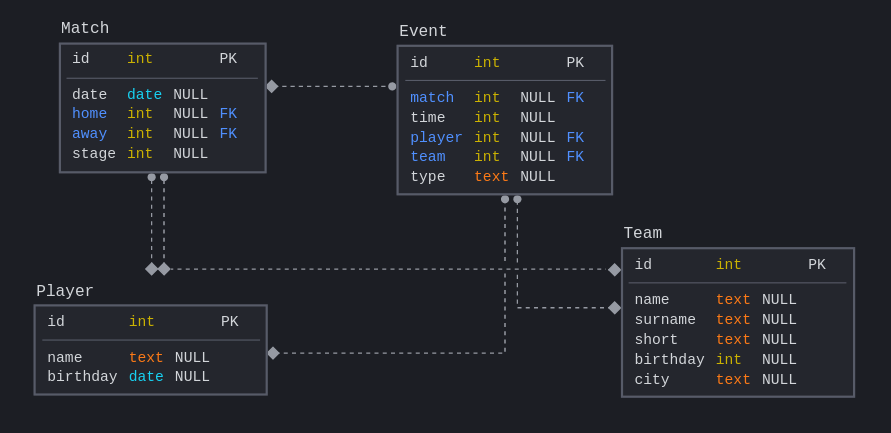 Match
id int PK
date date NULL
home int NULL FK
away int NULL FK
stage int NULL
Event
id int PK
match int NULL FK
time int NULL
player int NULL FK
team int NULL FK
type text NULL
Team
id int PK
name text NULL
surname text NULL
short text NULL
birthday int NULL
city text NULL
Player
id int PK
name text NULL
birthday date NULL